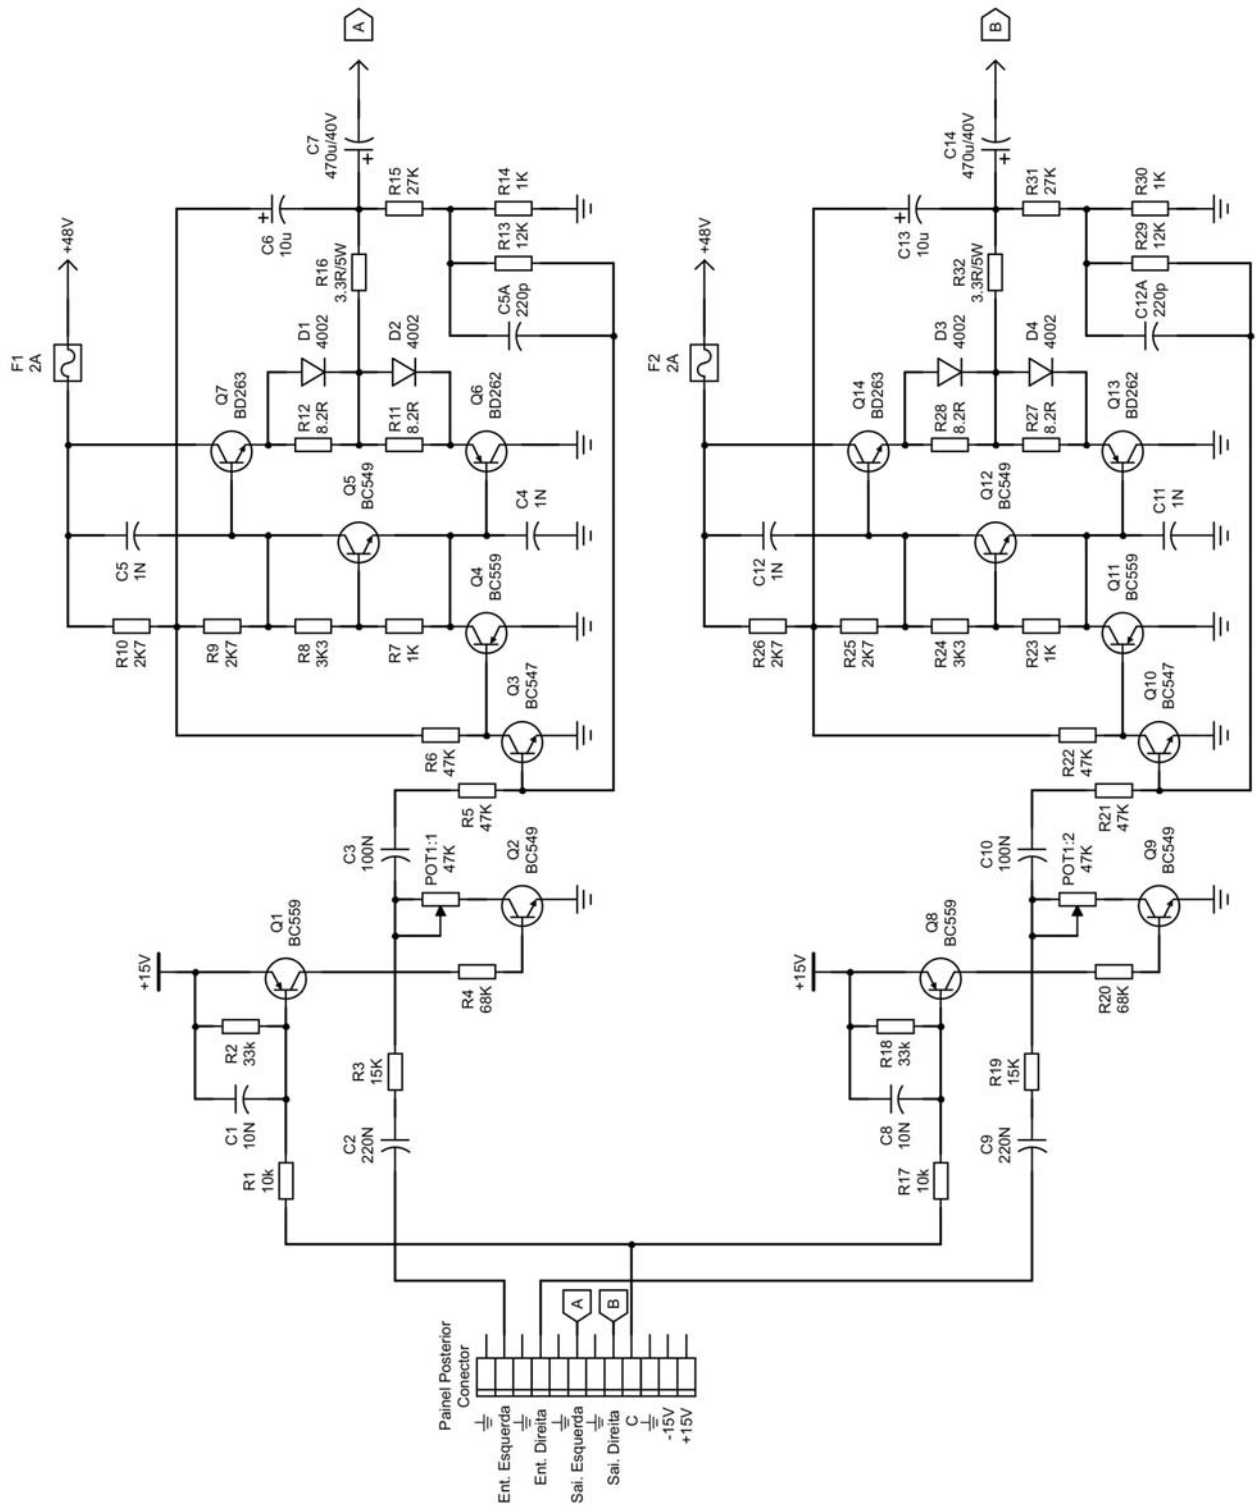 A
B
C7
470u/40V
C14
470u/40V
+48V
C6
10u
+
+
R15
27K
R14
1K
R13
12K
R16
3.3R/5W
C5A
220p
+48V
C13
10u
+
+
R31
27K
R30
1K
R29
12K
R32
3.3R/5W
C12A
220p
F1
2A
Q7
BD263
D1
4002
D2
4002
R12
8.2R
R11
8.2R
Q6
BD262
Q5
BC549
C5
1N
C4
1N
Q4
BC559
R10
2K7
R9
2K7
R8
3K3
R7
1K
Q3
BC547
R6
47K
R5
47K
F2
2A
Q14
BD263
D3
4002
D4
4002
R28
8.2R
R27
8.2R
Q13
BD262
Q12
BC549
C12
1N
C11
1N
Q11
BC559
R26
2K7
R25
2K7
R24
3K3
R23
1K
Q10
BC547
R22
47K
R21
47K
C3
100N
POT1:1
47K
Q2
BC549
Q1
BC559
+15V
R4
68K
R2
33k
R3
15K
C1
10N
C2
220N
R1
10k
C10
100N
POT1:2
47K
Q9
BC549
Q8
BC559
+15V
R20
68K
R18
33k
R19
15K
C8
10N
C9
220N
R17
10k
A
B
Painel Posterior
Conector
Ent. Esquerda
Ent. Direita
Sai. Esquerda
Sai. Direita
C
-15V
+15V